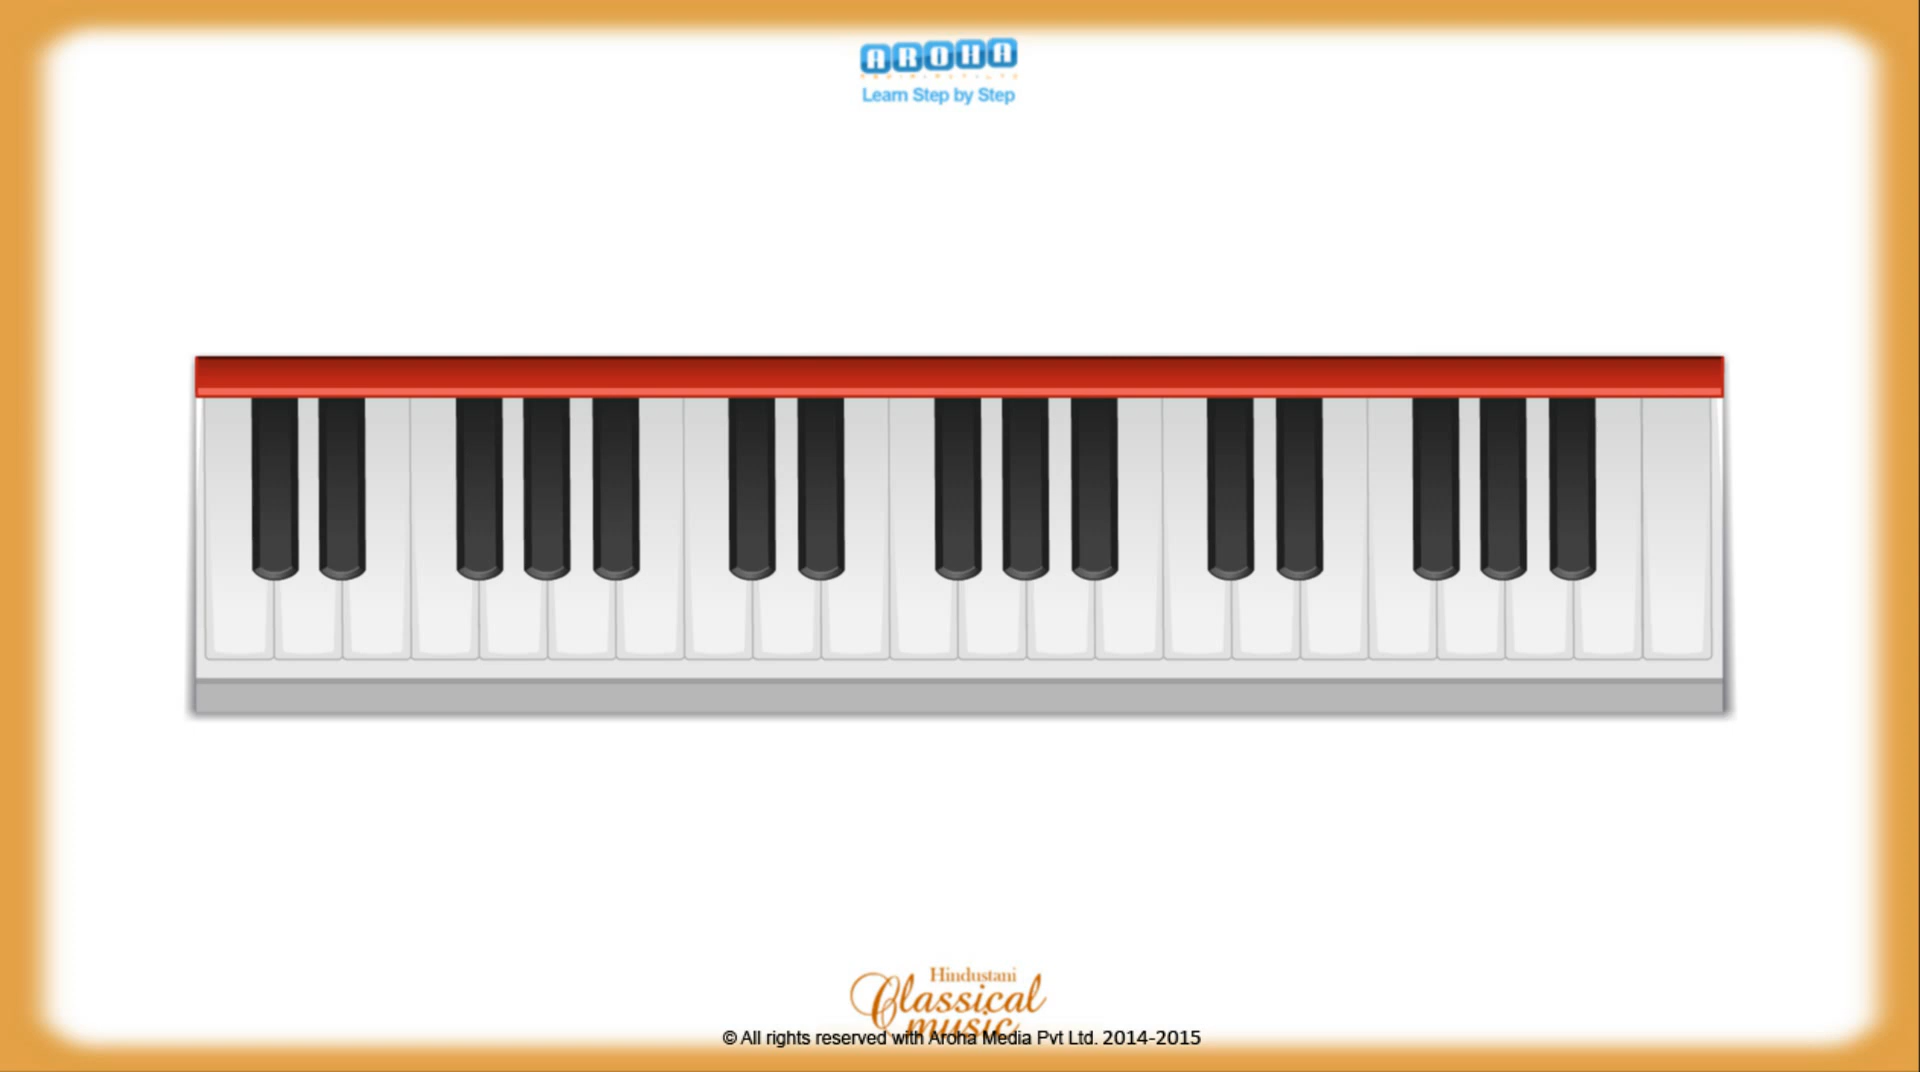 AROHA
Learn Step by Step
Hindustani
Classical
music
© All rights reserved with Aroha Media Pvt Ltd. 2014-2015